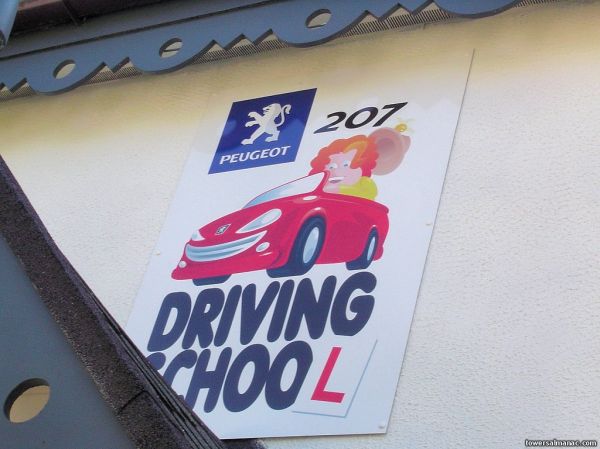 PEUGEOT
207
DRIVING
SCHOOL
towersalmanac.com